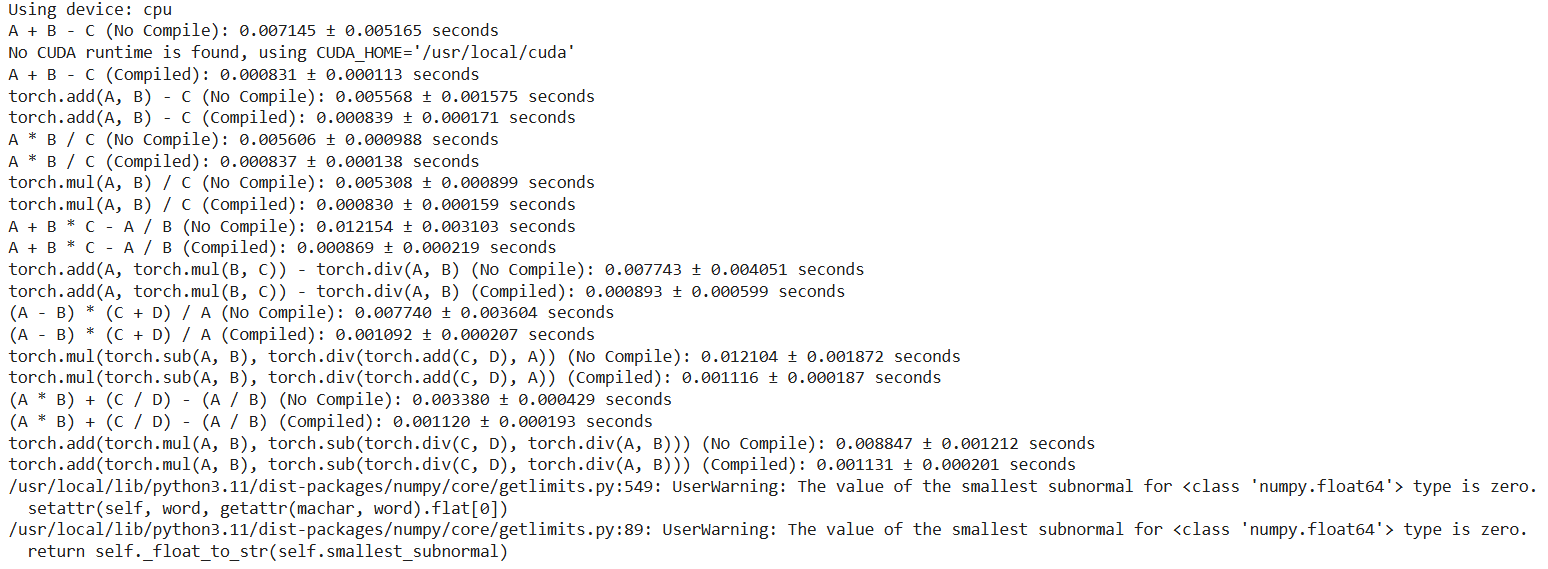 Using device: cpu
A + B - C (No Compile): 0.007145 ± 0.005165 seconds
No CUDA runtime is found, using CUDA_HOME='/usr/local/cuda'
A + B - C (Compiled): 0.000831 ± 0.000113 seconds
torch.add(A, B) - C (No Compile): 0.005568 ± 0.001575 seconds
torch.add(A, B) - C (Compiled): 0.000839 ± 0.000171 seconds
A * B / C (No Compile): 0.005606 ± 0.000988 seconds
A * B / C (Compiled): 0.000837 ± 0.000138 seconds
torch.mul(A, B) / C (No Compile): 0.005308 ± 0.000899 seconds
torch.mul(A, B) / C (Compiled): 0.000830 ± 0.000159 seconds
A + B * C - A / B (No Compile): 0.012154 ± 0.003103 seconds
A + B * C - A / B (Compiled): 0.000869 ± 0.000219 seconds
torch.add(A, torch.mul(B, C)) - torch.div(A, B) (No Compile): 0.007743 ± 0.004051 seconds
torch.add(A, torch.mul(B, C)) - torch.div(A, B) (Compiled): 0.000893 ± 0.000599 seconds
(A - B) * (C + D) / A (No Compile): 0.007740 ± 0.003604 seconds
(A - B) * (C + D) / A (Compiled): 0.001092 ± 0.000207 seconds
torch.mul(torch.sub(A, B), torch.div(torch.add(C, D), A)) (No Compile): 0.012104 ± 0.001872 seconds
torch.mul(torch.sub(A, B), torch.div(torch.add(C, D), A)) (Compiled): 0.001116 ± 0.000187 seconds
(A * B) + (C / D) - (A / B) (No Compile): 0.003380 ± 0.000429 seconds
(A * B) + (C / D) - (A / B) (Compiled): 0.001120 ± 0.000193 seconds
torch.add(torch.mul(A, B), torch.sub(torch.div(C, D), torch.div(A, B))) (No Compile): 0.008847 ± 0.001212 seconds
torch.add(torch.mul(A, B), torch.sub(torch.div(C, D), torch.div(A, B))) (Compiled): 0.001131 ± 0.000201 seconds
/usr/local/lib/python3.11/dist-packages/numpy/core/getlimits.py:549: UserWarning: The value of the smallest subnormal for <class 'numpy.float64'> type is zero.
  setattr(self, word, getattr(machar, word).flat[0])
/usr/local/lib/python3.11/dist-packages/numpy/core/getlimits.py:89: UserWarning: The value of the smallest subnormal for <class 'numpy.float64'> type is zero.
  return self._float_to_str(self.smallest_subnormal)